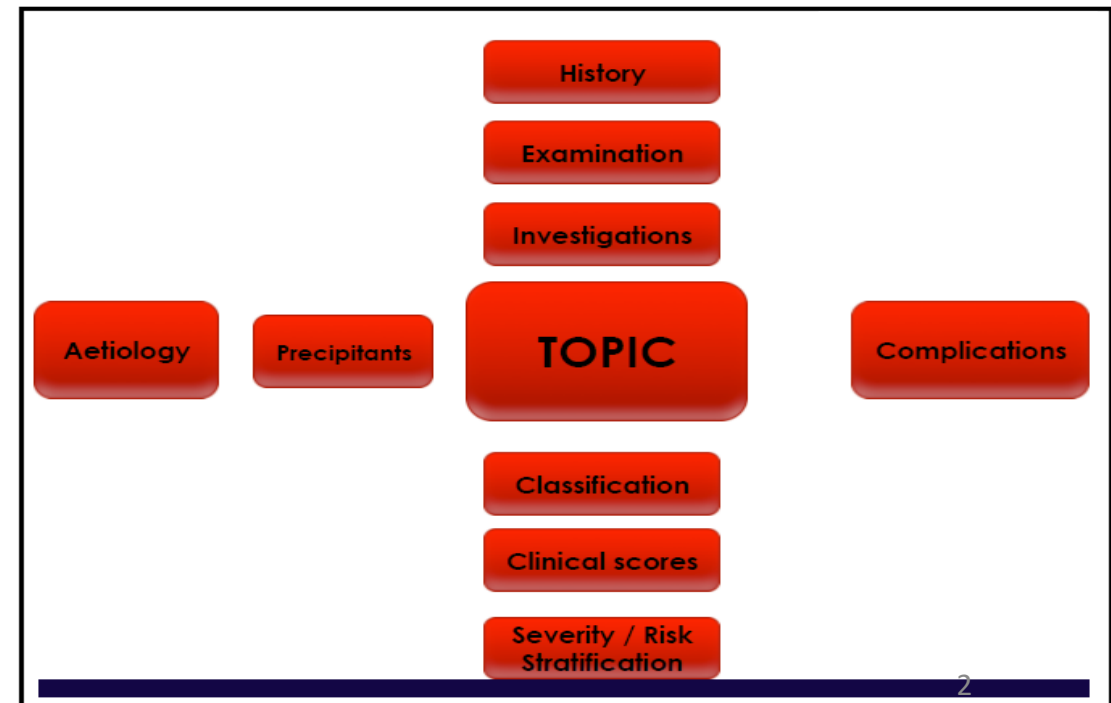 History
Examination
Investigations
Aetiology
Precipitants
TOPIC
Complications
Classification
Clinical scores
Severity / Risk
Stratification
2